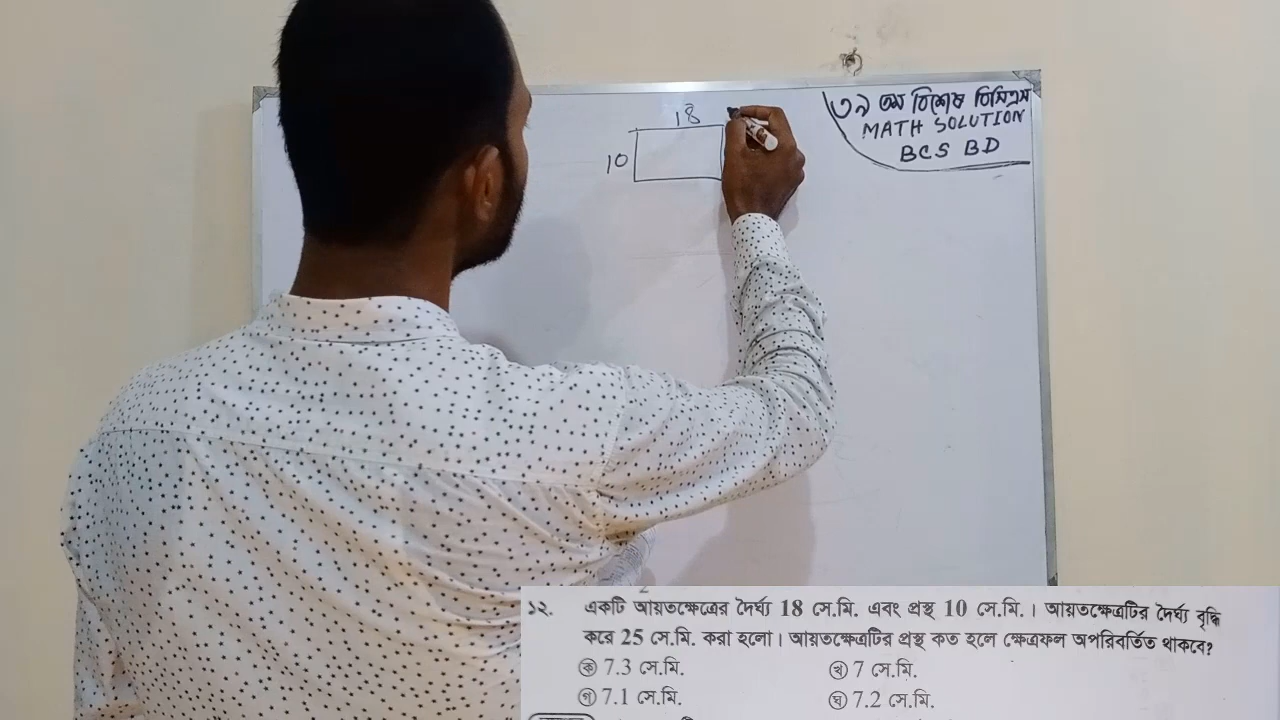 ৩৯ তম বিশেষ বিসিএস
MATH SOLUTION
BCS BD
18
10
১২. একটি আয়তক্ষেত্রের দৈর্ঘ্য 18 সে.মি. এবং প্রস্থ 10 সে.মি.। আয়তক্ষেত্রটির দৈর্ঘ্য বৃদ্ধি
করে 25 সে.মি. করা হলো। আয়তক্ষেত্রটির প্রস্থ কত হলে ক্ষেত্রফল অপরিবর্তিত থাকবে?
ক 7.3 সে.মি. খ 7 সে.মি.
গ 7.1 সে.মি. ঘ 7.2 সে.মি.